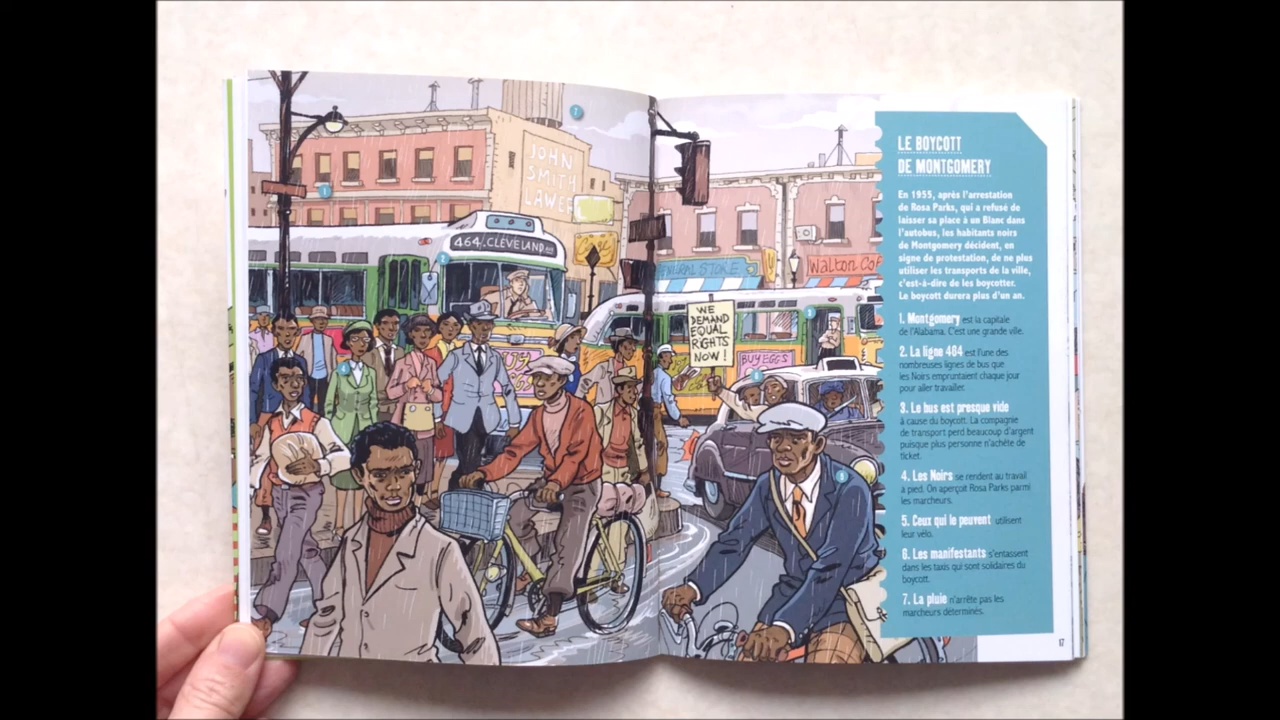 JOHN
SMITH
LAWER
464. CLEVELAND
GENERAL STORE
WALTON
WE
DEMAND
EQUAL
RIGHTS
NOW!
BUY EGGS
LE BOYCOTT
DE MONTGOMERY
En 1955, après l'arrestation
de Rosa Parks, qui a refusé de
laisser sa place à un Blanc dans
l'autobus, les habitants noirs
de Montgomery décident, en
signe de protestation, de ne plus
utiliser les transports de la ville,
c'est-à-dire de les boycotter.
Le boycott durera plus d'un an.
1. Montgomery est la capitale
de l'Alabama. C'est une grande ville.
2. La ligne 464 est l'une des
nombreuses lignes de bus que
les Noirs empruntaient chaque jour
pour aller travailler.
3. Le bus est presque vide
à cause du boycott. La compagnie
de transport perd beaucoup d'argent
puisque plus personne n'achète de
ticket.
4. Les Noirs se rendent au travail
à pied. On aperçoit Rosa Parks parmi
les marcheurs.
5. Ceux qui le peuvent utilisent
leur vélo.
6. Les manifestants s'entassent
dans les taxis qui sont solidaires du
boycott.
7. La pluie n'arrête pas les
marcheurs déterminés.
17